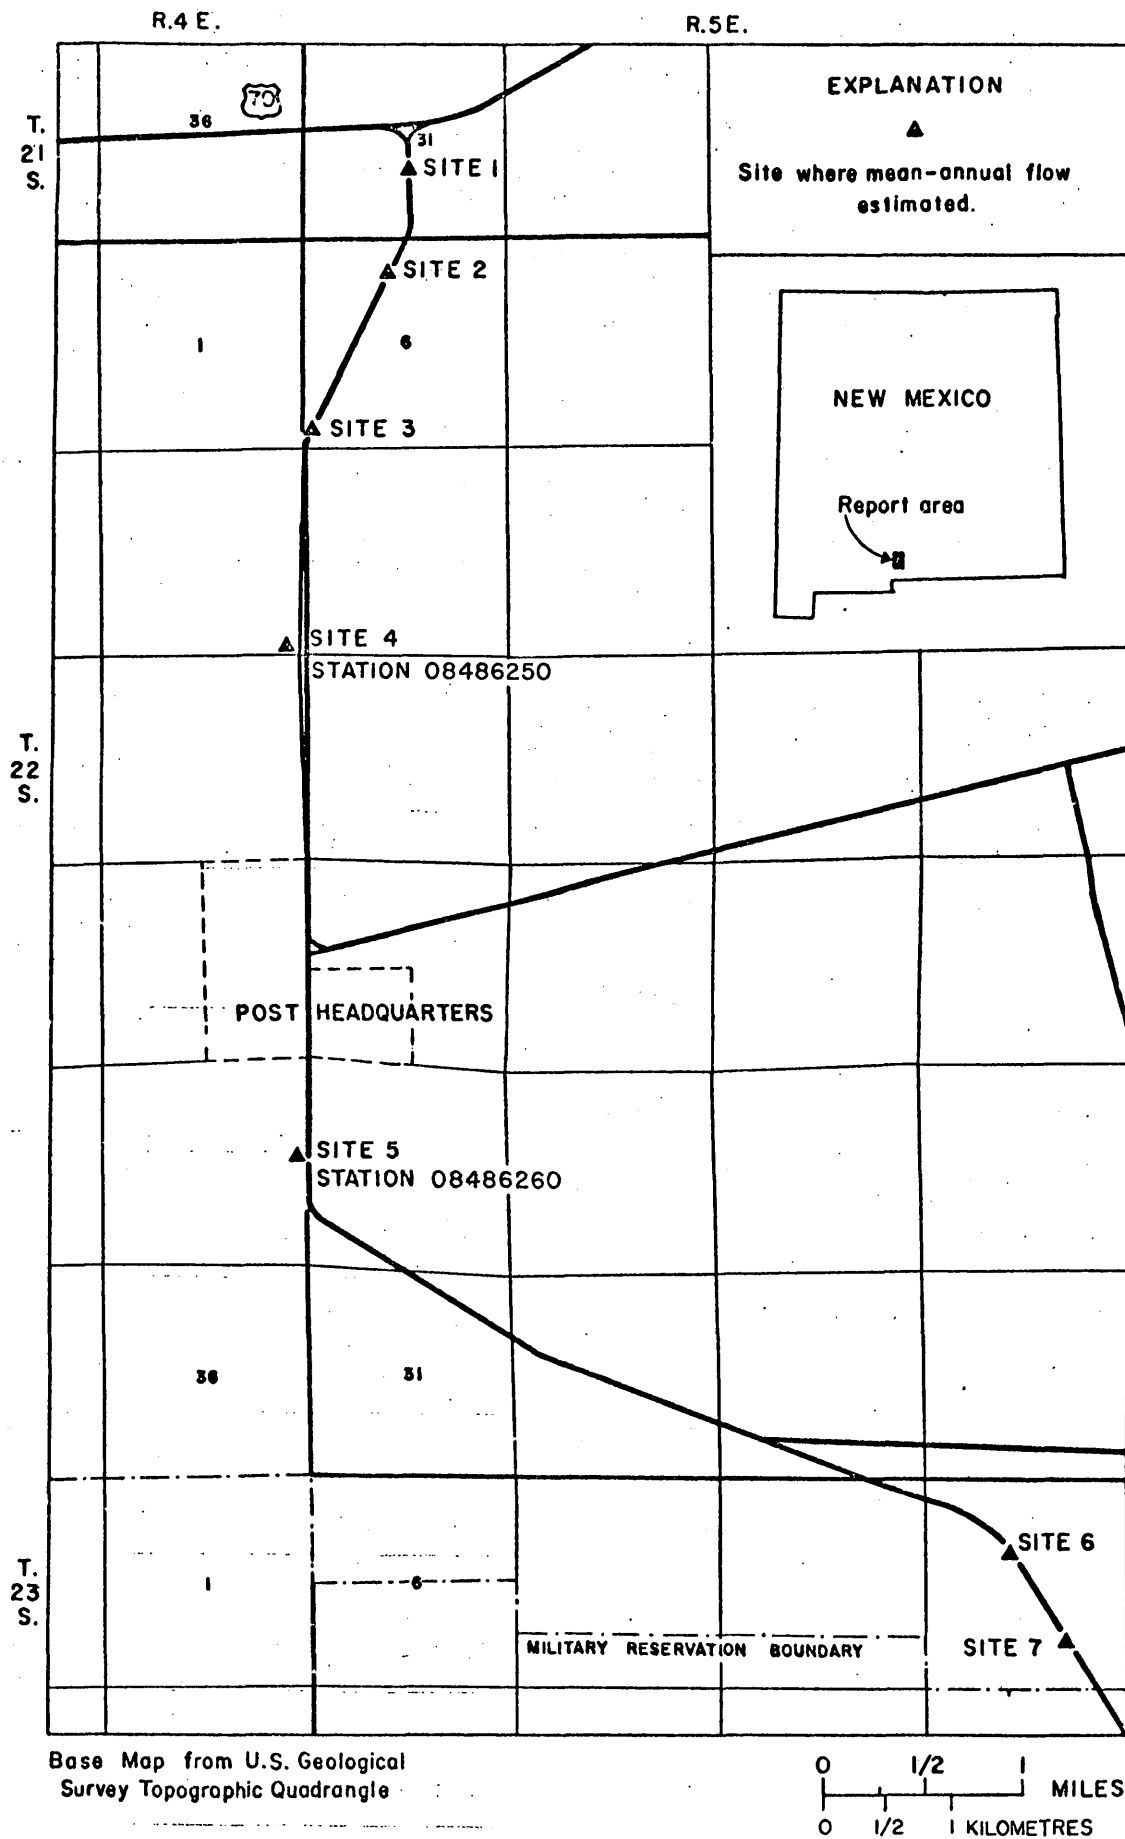 R.4 E.
R.5 E.
T.
21
S.
70
36
31
SITE 1
SITE 2
1
6
SITE 3
EXPLANATION
Site where mean-annual flow
estimated.
NEW MEXICO
Report area
SITE 4
STATION 08486250
T.
22
S.
POST HEADQUARTERS
SITE 5
STATION 08486260
36
31
T.
23
S.
1
6
SITE 6
MILITARY RESERVATION BOUNDARY
SITE 7
Base Map from U.S. Geological
Survey Topographic Quadrangle
0 1/2 1 MILES
0 1/2 1 KILOMETRES